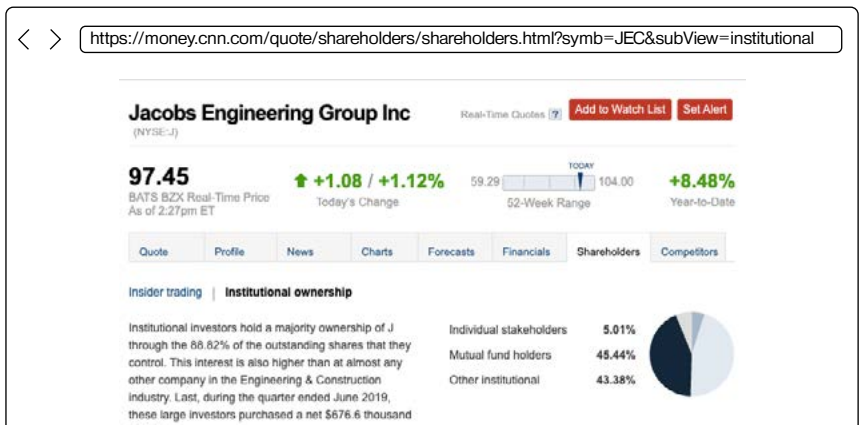 https://money.cnn.com/quote/shareholders/shareholders.html?symb=JEC&subView=institutional
Jacobs Engineering Group Inc
(NYSE:J)
Real-Time Quotes ? Add to Watch List Set Alert
97.45
BATS BZX Real-Time Price
As of 2:27pm ET
+1.08 / +1.12%
Today's Change
TODAY
59.29 104.00
52-Week Range
+8.48%
Year-to-Date
Quote Profile News Charts Forecasts Financials Shareholders Competitors
Insider trading | Institutional ownership
Institutional investors hold a majority ownership of J
through the 88.82% of the outstanding shares that they
control. This interest is also higher than at almost any
other company in the Engineering & Construction
industry. Last, during the quarter ended June 2019,
these large investors purchased a net $676.6 thousand
Individual stakeholders 5.01%
Mutual fund holders 45.44%
Other institutional 43.38%